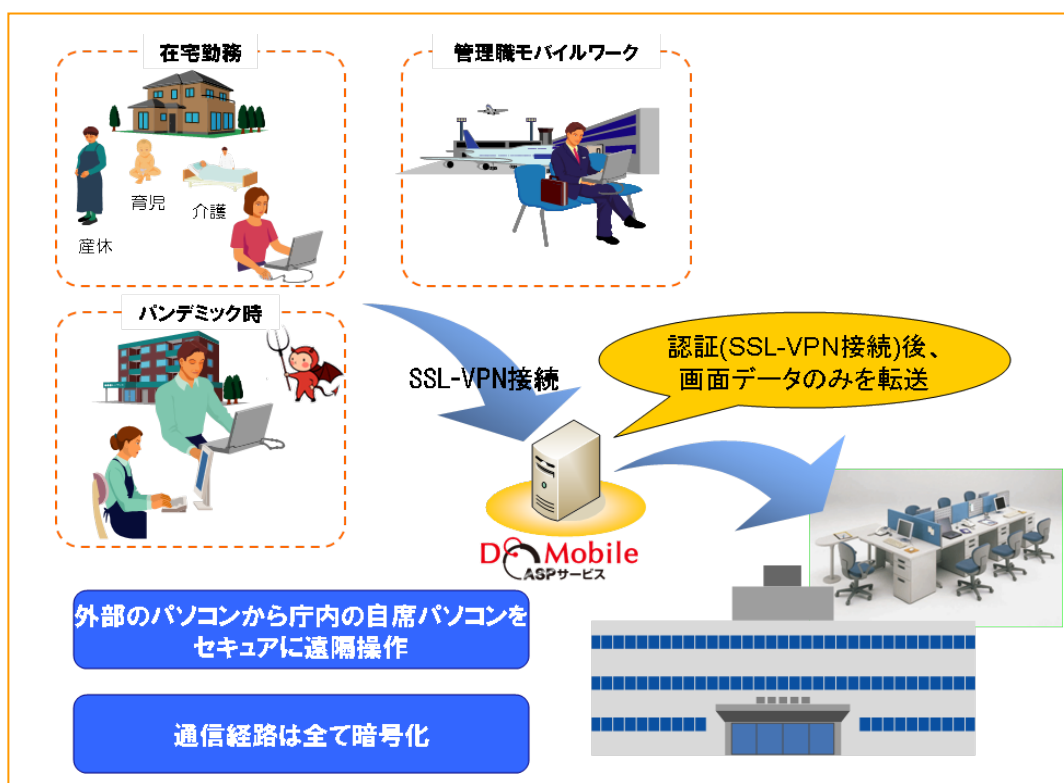 在宅勤務
管理職モバイルワーク
育児
介護
産休
パンデミック時
SSL-VPN接続
認証(SSL-VPN接続)後、
画面データのみを転送
DoMobile
ASPサービス
外部のパソコンから庁内の自席パソコンを
セキュアに遠隔操作
通信経路は全て暗号化